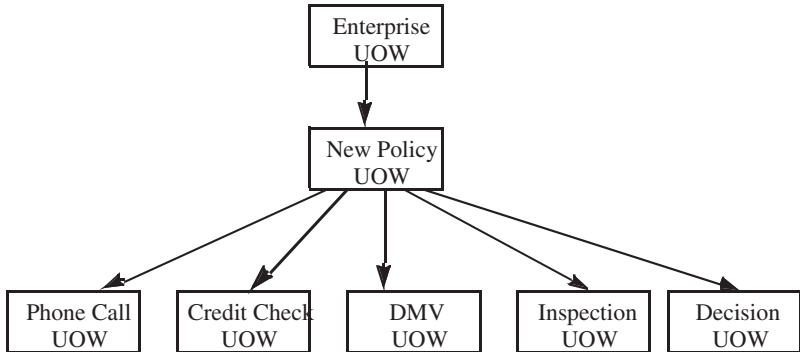 Enterprise
UOW
New Policy
UOW
Phone Call
UOW
Credit Check
UOW
DMV
UOW
Inspection
UOW
Decision
UOW